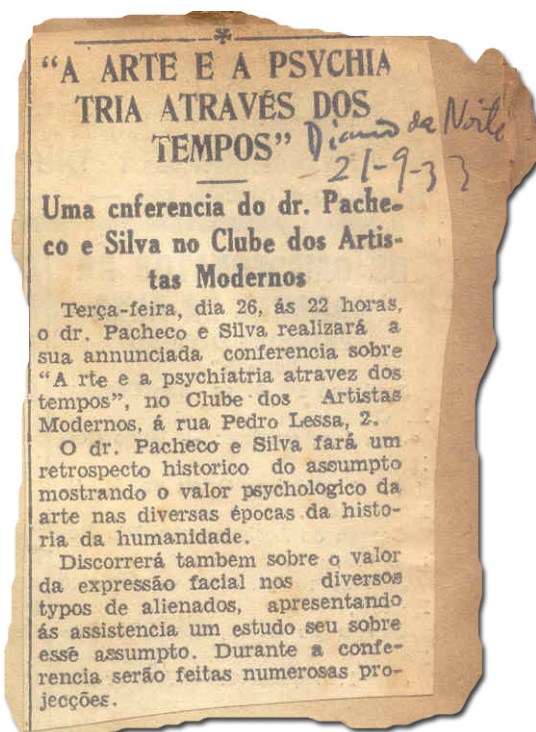 "A ARTE E A PSYCHIA
TRIA ATRAVÉS DOS
TEMPOS"
Diario da Noite
21-9-33
Uma cnferencia do dr. Pache-
co e Silva no Clube dos Artis-
tas Modernos
Terça-feira, dia 26, ás 22 horas,
o dr. Pacheco e Silva realizará a
sua annunciada conferencia sobre
"A rte e a psychiatria atravez dos
tempos", no Clube dos Artistas
Modernos, á rua Pedro Lessa, 2.
O dr. Pacheco e Silva fará um
retrospecto historico do assumpto
mostrando o valor psychologico da
arte nas diversas épocas da histo-
ria da humanidade.
Discorrerá tambem sobre o valor
da expressão facial nos diversos
typos de alienados, apresentando
ás assistencia um estudo seu sobre
esse assumpto. Durante a confe-
rencia serão feitas numerosas pro-
jecções.